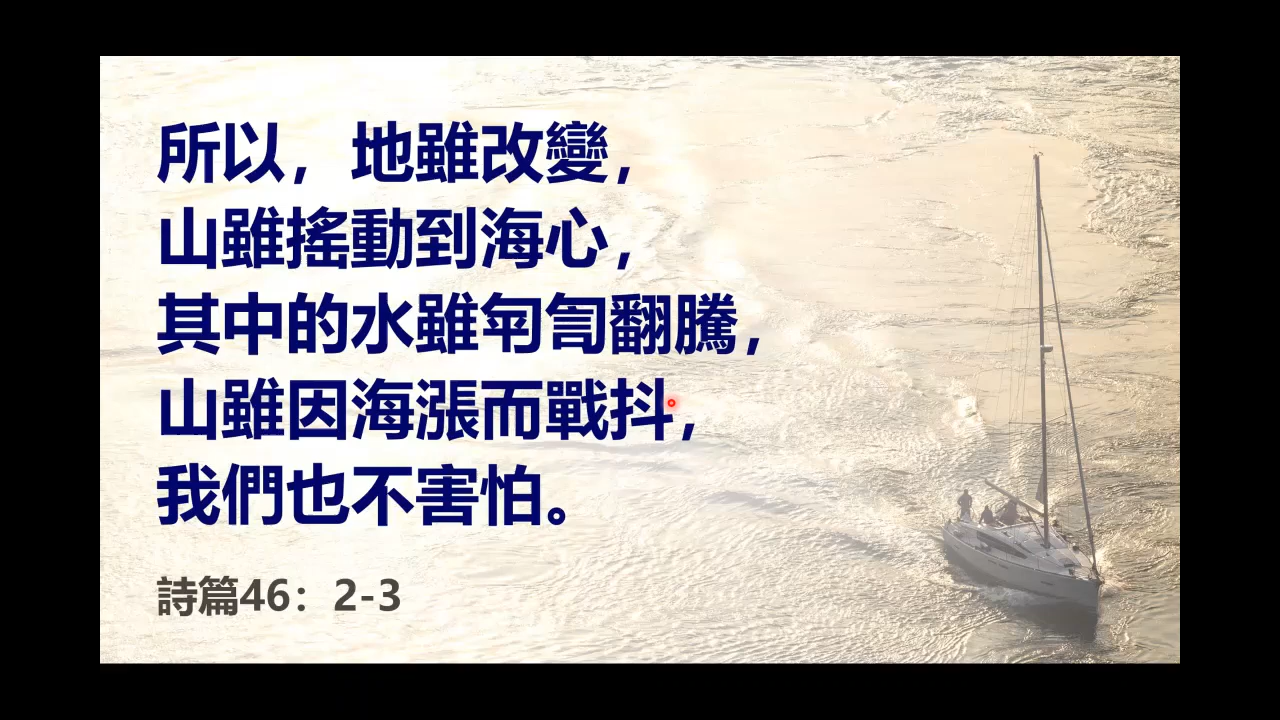 所以，地雖改變，
山雖搖動到海心，
其中的水雖匉訇翻騰，
山雖因海漲而戰抖，
我們也不害怕。
詩篇46：2-3